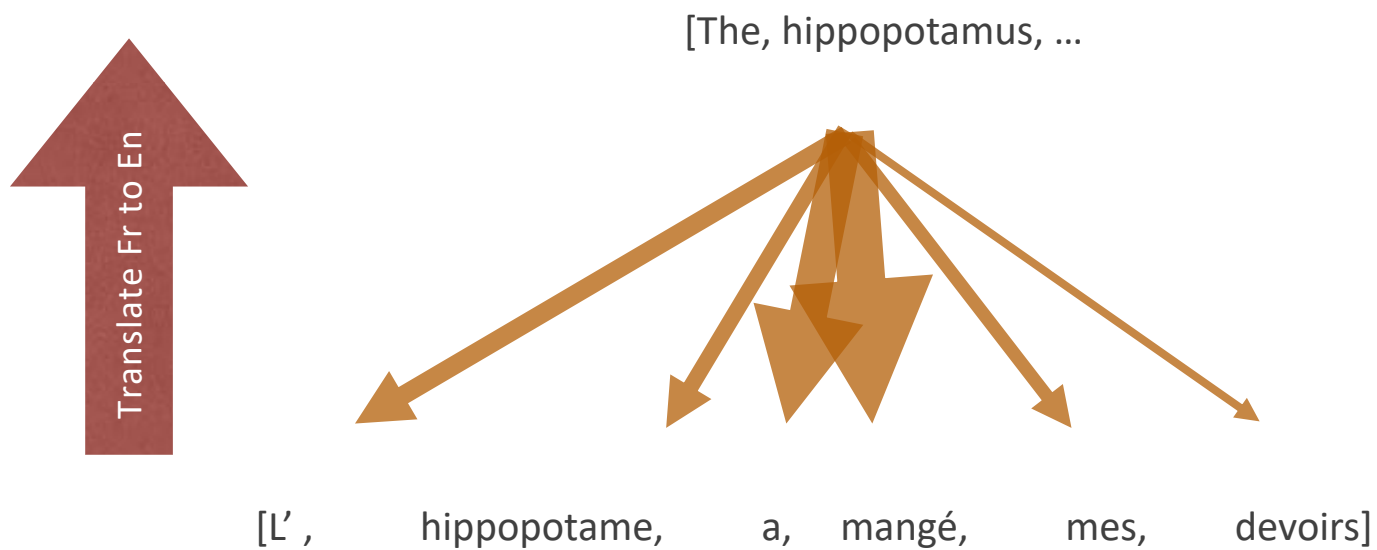 [The, hippopotamus, …
Translate Fr to En
[L’ , hippopotame, a, mangé, mes, devoirs]